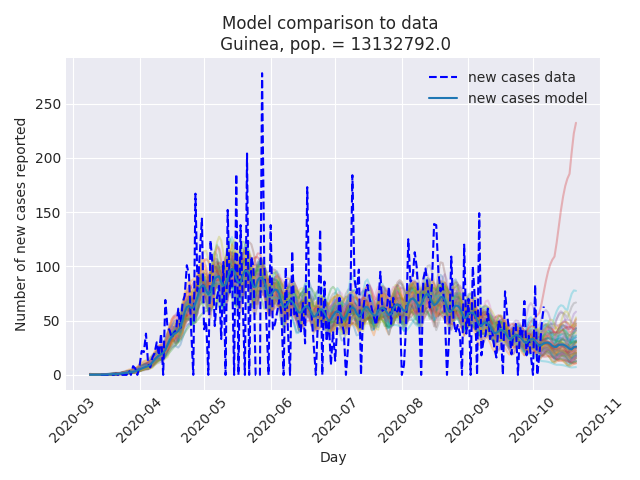 Model comparison to data
Guinea, pop. = 13132792.0
new cases data
new cases model
Number of new cases reported
250
200
150
100
50
0
2020-03
2020-04
2020-05
2020-06
2020-07
2020-08
2020-09
2020-10
2020-11
Day